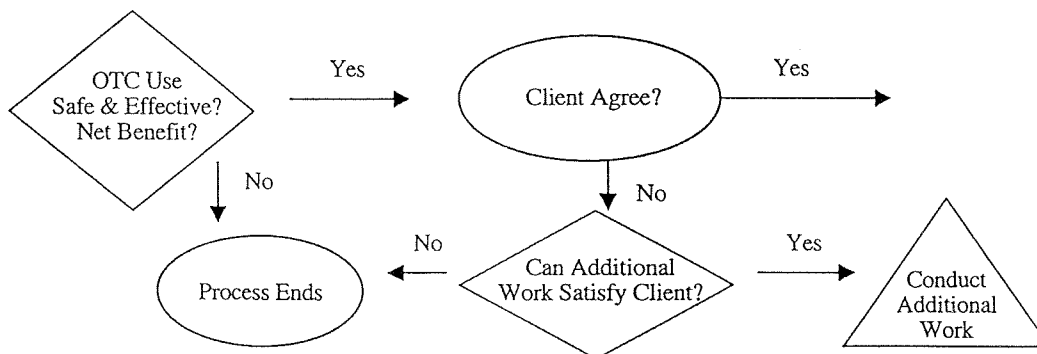 OTC Use
Safe & Effective?
Net Benefit?
Yes
Client Agree?
Yes
No
No
Process Ends
No
Can Additional
Work Satisfy Client?
Yes
Conduct
Additional
Work